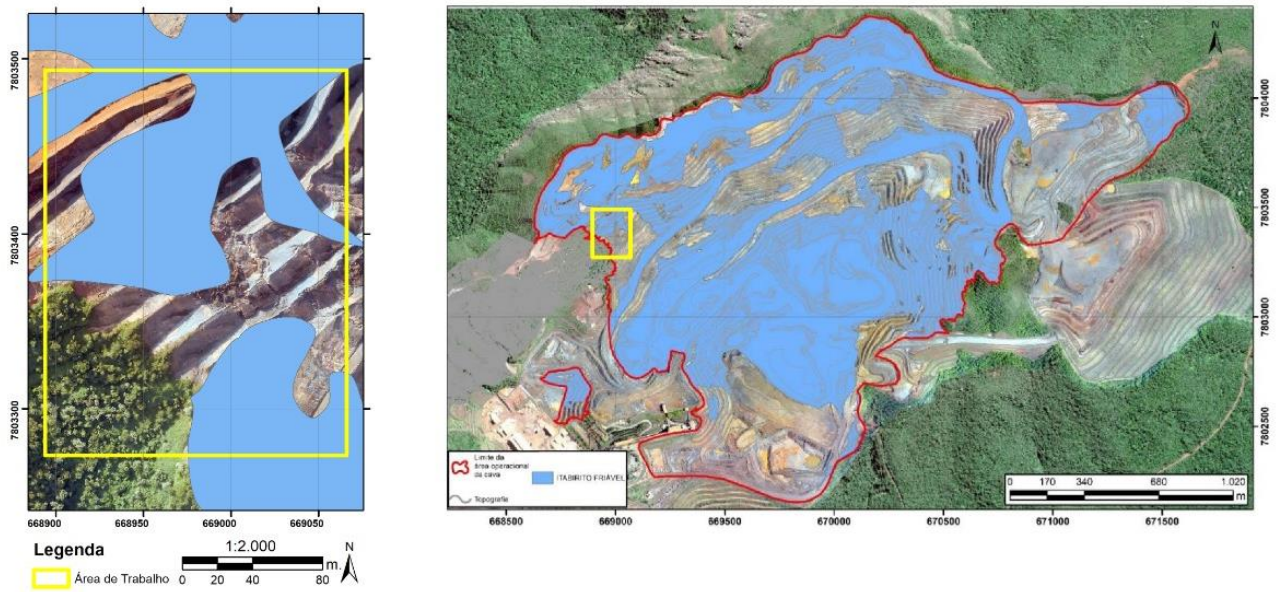 7803500
7803400
7803300
668900
668950
669000
669050
Legenda
Área de Trabalho
1:2.000
0 20 40 80
m.
N
N
7804000
7803500
7803000
7802500
Limite da
área operacional
da cava
ITABIRITO FRIÁVEL
Topografia
0 170 340 680 1.020
m
668500
669000
669500
670000
670500
671000
671500